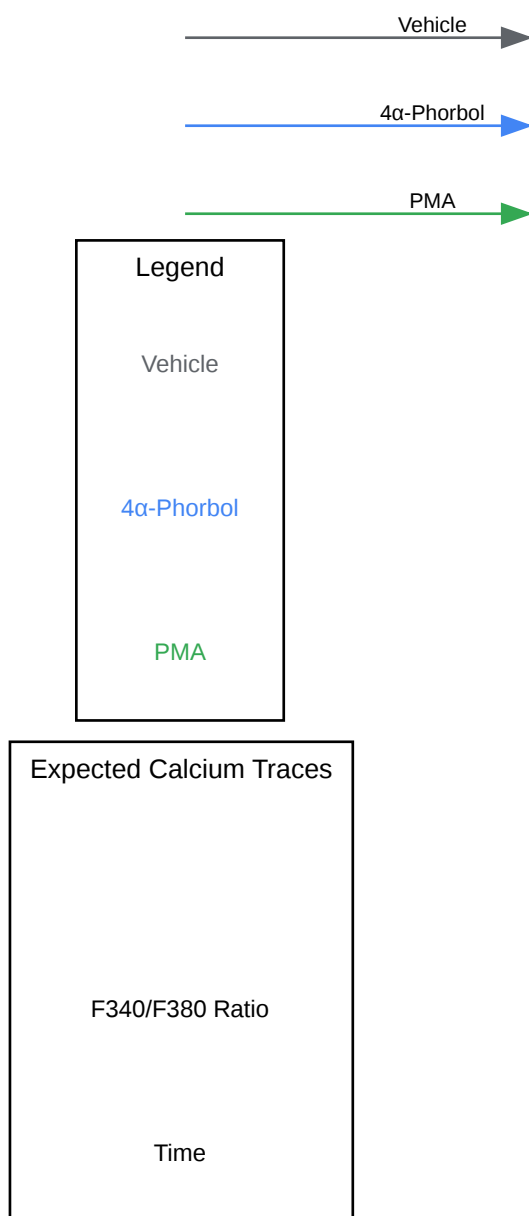 Vehicle
4α-Phorbol
PMA
Legend
Vehicle
4α-Phorbol
PMA
Expected Calcium Traces
F340/F380 Ratio
Time